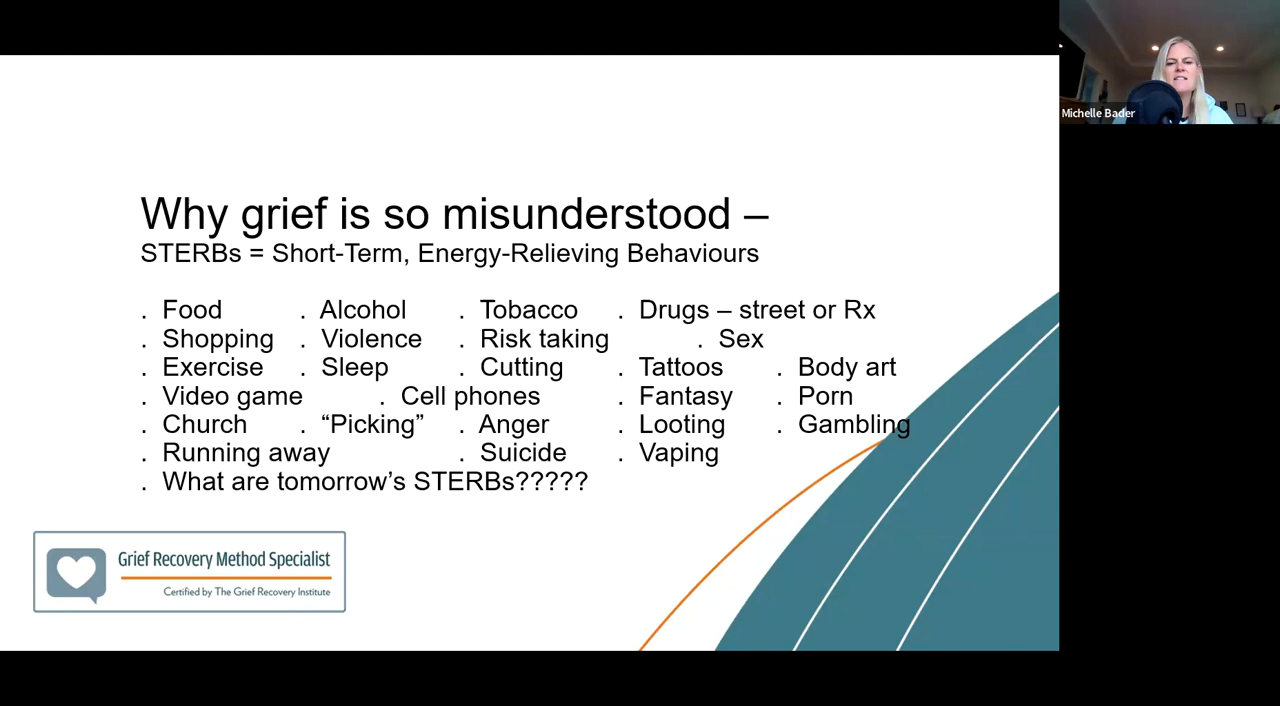 Michelle Bader
Why grief is so misunderstood –
STERBs = Short-Term, Energy-Relieving Behaviours
. Food . Alcohol . Tobacco . Drugs – street or Rx
. Shopping . Violence . Risk taking . Sex
. Exercise . Sleep . Cutting . Tattoos . Body art
. Video game . Cell phones . Fantasy . Porn
. Church . “Picking” . Anger . Looting . Gambling
. Running away . Suicide . Vaping
. What are tomorrow’s STERBs?????
Grief Recovery Method Specialist
Certified by The Grief Recovery Institute